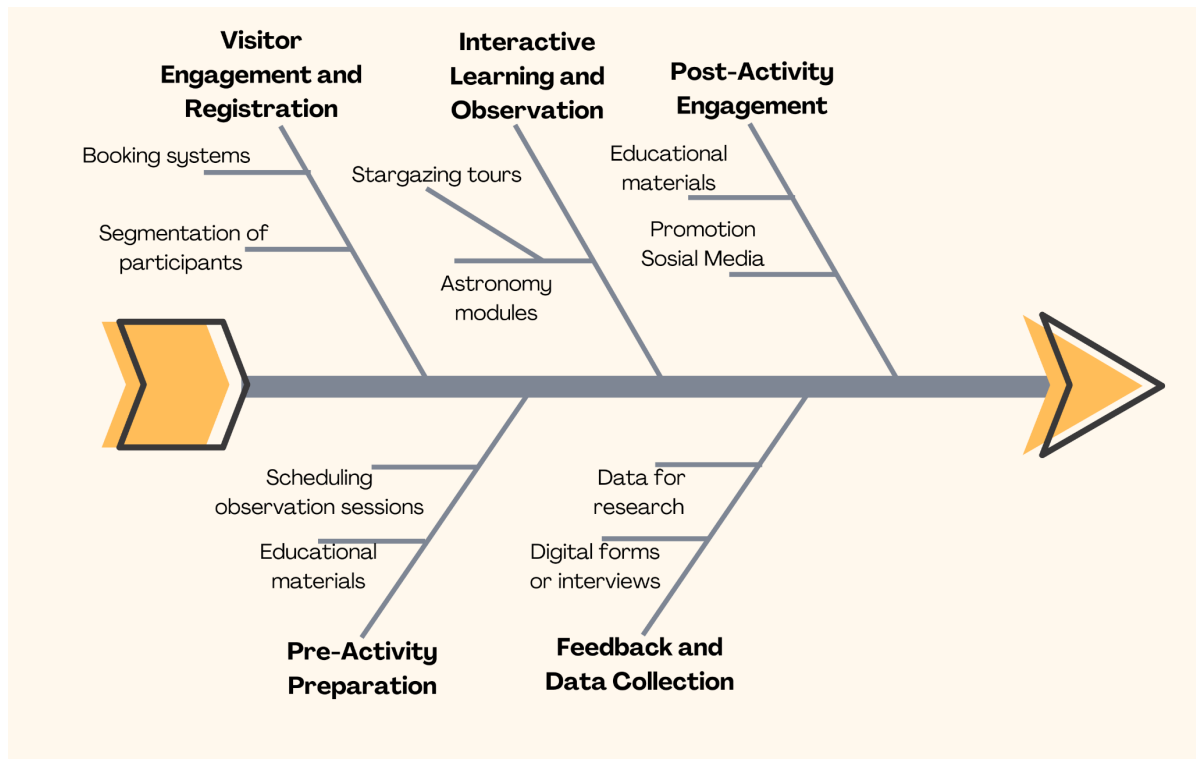 Visitor
Engagement and
Registration
Booking systems
Segmentation of
participants
Interactive
Learning and
Observation
Stargazing tours
Astronomy
modules
Post-Activity
Engagement
Educational
materials
Promotion
Sosial Media
Scheduling
observation sessions
Educational
materials
Pre-Activity
Preparation
Data for
research
Digital forms
or interviews
Feedback and
Data Collection